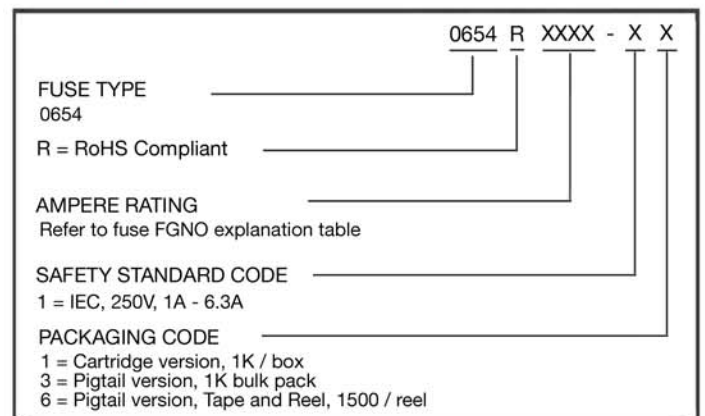 0654 R XXXX - X X
FUSE TYPE
0654
R = RoHS Compliant
AMPERE RATING
Refer to fuse FGNO explanation table
SAFETY STANDARD CODE
1 = IEC, 250V, 1A - 6.3A
PACKAGING CODE
1 = Cartridge version, 1K / box
3 = Pigtail version, 1K bulk pack
6 = Pigtail version, Tape and Reel, 1500 / reel